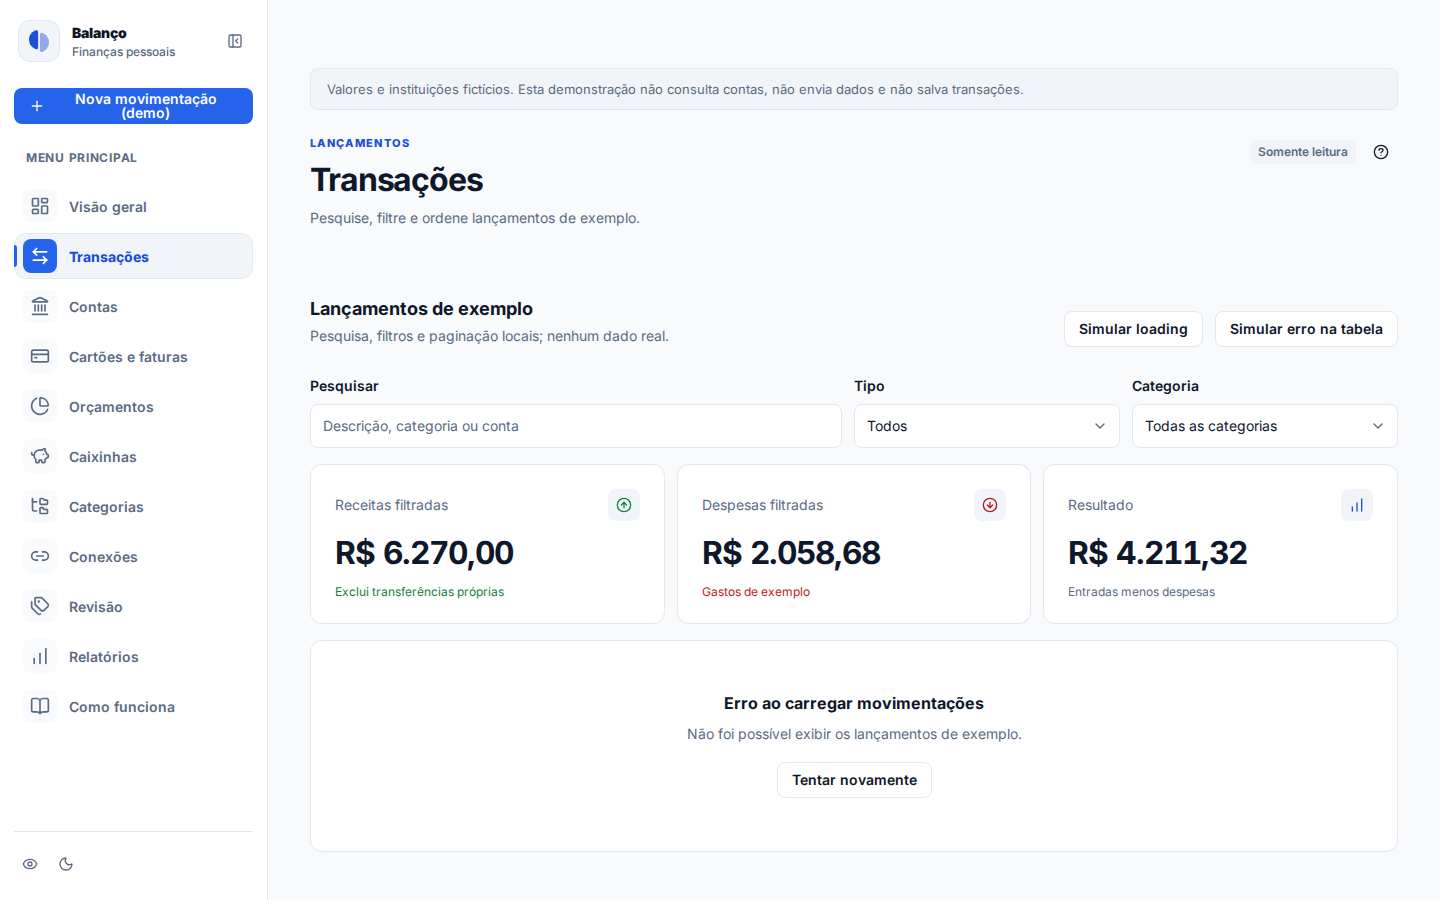 Balanço
Finanças pessoais
Nova movimentação
(demo)
MENU PRINCIPAL
Visão geral
Transações
Contas
Cartões e faturas
Orçamentos
Caixinhas
Categorias
Conexões
Revisão
Relatórios
Como funciona
Valores e instituições fictícios. Esta demonstração não consulta contas, não envia dados e não salva transações.
LANÇAMENTOS
Somente leitura
Transações
Pesquise, filtre e ordene lançamentos de exemplo.
Lançamentos de exemplo
Pesquisa, filtros e paginação locais; nenhum dado real.
Simular loading
Simular erro na tabela
Pesquisar
Tipo
Categoria
Descrição, categoria ou conta
Todos
Todas as categorias
Receitas filtradas
R$ 6.270,00
Exclui transferências próprias
Despesas filtradas
R$ 2.058,68
Gastos de exemplo
Resultado
R$ 4.211,32
Entradas menos despesas
Erro ao carregar movimentações
Não foi possível exibir os lançamentos de exemplo.
Tentar novamente